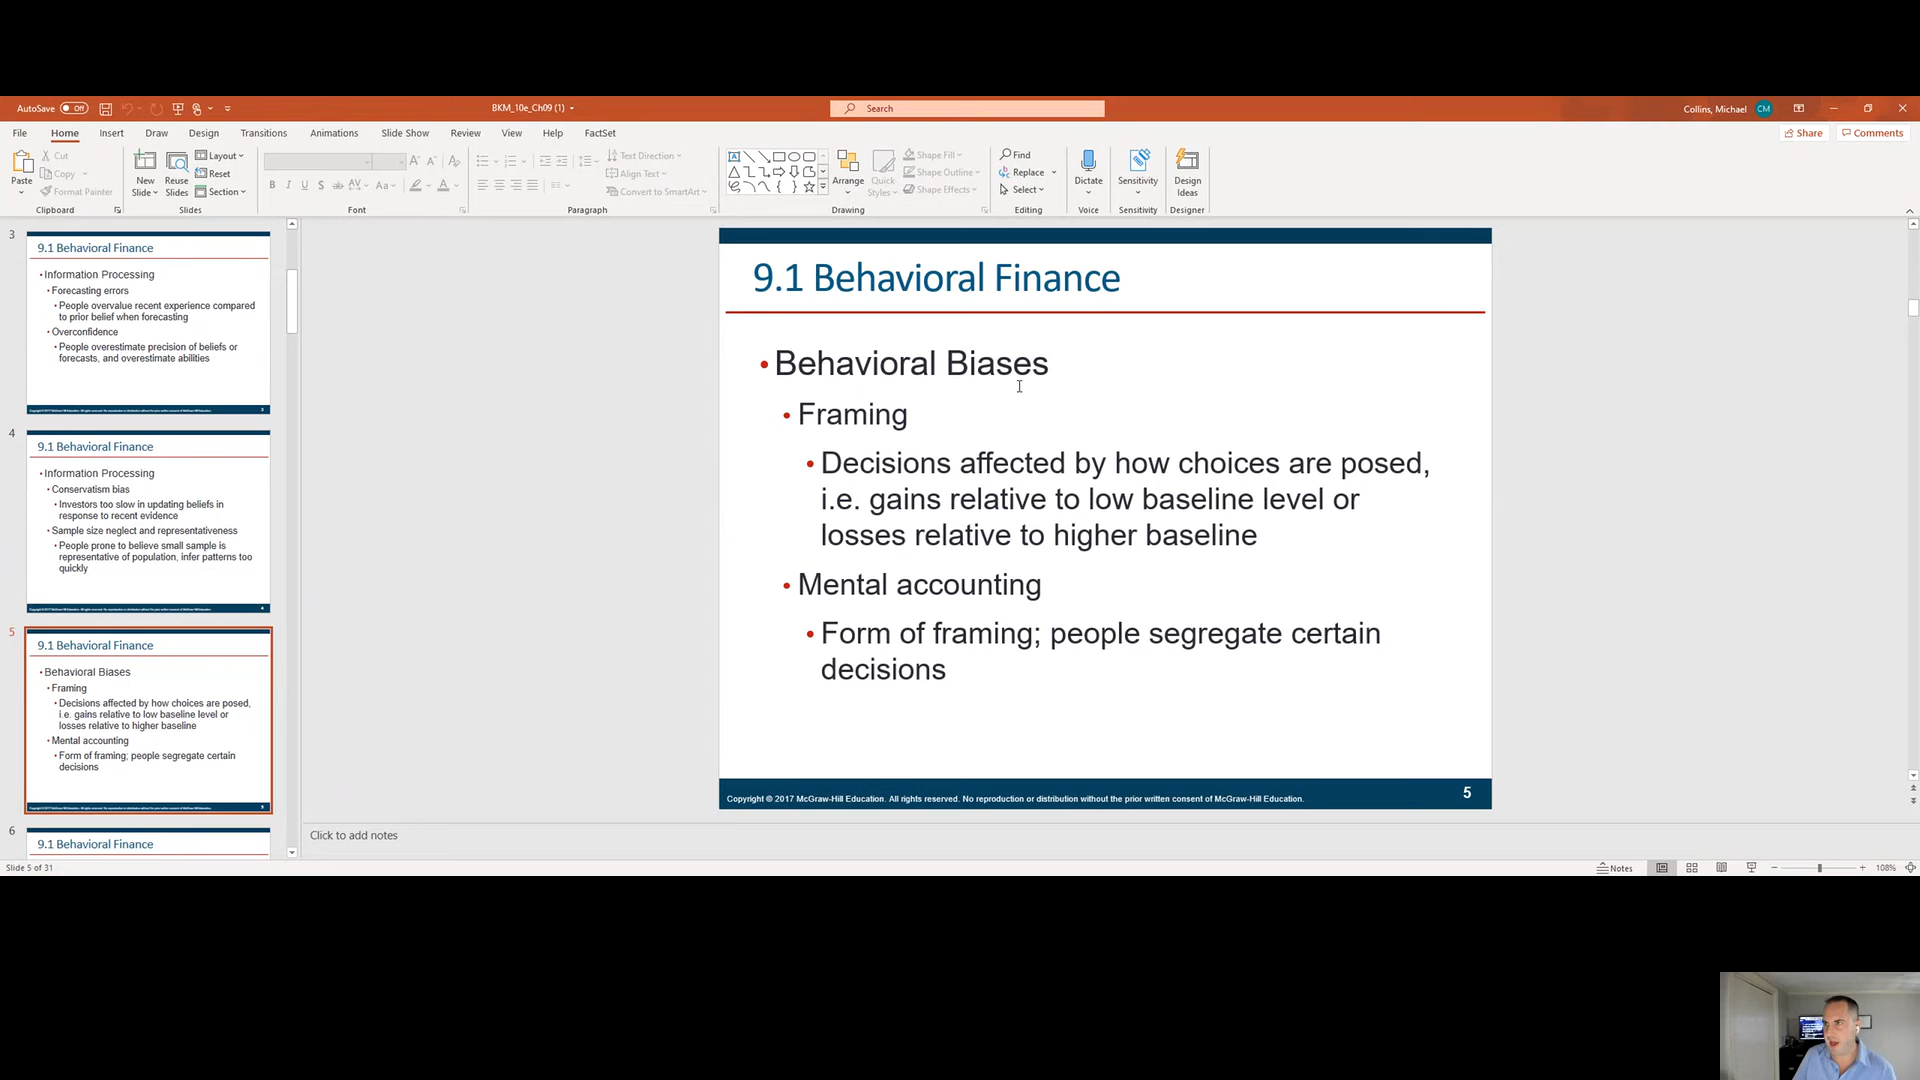 AutoSave Off
BKM_10e_Ch09 (1)
Search
Collins, Michael CM
File Home Insert Draw Design Transitions Animations Slide Show Review View Help FactSet
Share Comments
Paste
Cut
Copy
Format Painter
Clipboard
New
Slide
Reuse
Slides
Layout
Reset
Section
Slides
B I U S ab AV Aa A
Font
Text Direction
Align Text
Convert to SmartArt
Paragraph
Arrange
Quick
Styles
Shape Fill
Shape Outline
Shape Effects
Drawing
Find
Replace
Select
Editing
Dictate
Voice
Sensitivity
Sensitivity
Design
Ideas
Designer
3
9.1 Behavioral Finance
• Information Processing
• Forecasting errors
• People overvalue recent experience compared
to prior belief when forecasting
• Overconfidence
• People overestimate precision of beliefs or
forecasts, and overestimate abilities
3
4
9.1 Behavioral Finance
• Information Processing
• Conservatism bias
• Investors too slow in updating beliefs in
response to recent evidence
• Sample size neglect and representativeness
• People prone to believe small sample is
representative of population, infer patterns too
quickly
4
5
9.1 Behavioral Finance
• Behavioral Biases
• Framing
• Decisions affected by how choices are posed,
i.e. gains relative to low baseline level or
losses relative to higher baseline
• Mental accounting
• Form of framing; people segregate certain
decisions
5
6
9.1 Behavioral Finance
9.1 Behavioral Finance
• Behavioral Biases
• Framing
• Decisions affected by how choices are posed,
i.e. gains relative to low baseline level or
losses relative to higher baseline
• Mental accounting
• Form of framing; people segregate certain
decisions
Copyright © 2017 McGraw-Hill Education. All rights reserved. No reproduction or distribution without the prior written consent of McGraw-Hill Education.
5
Click to add notes
Slide 5 of 31
Notes
108%